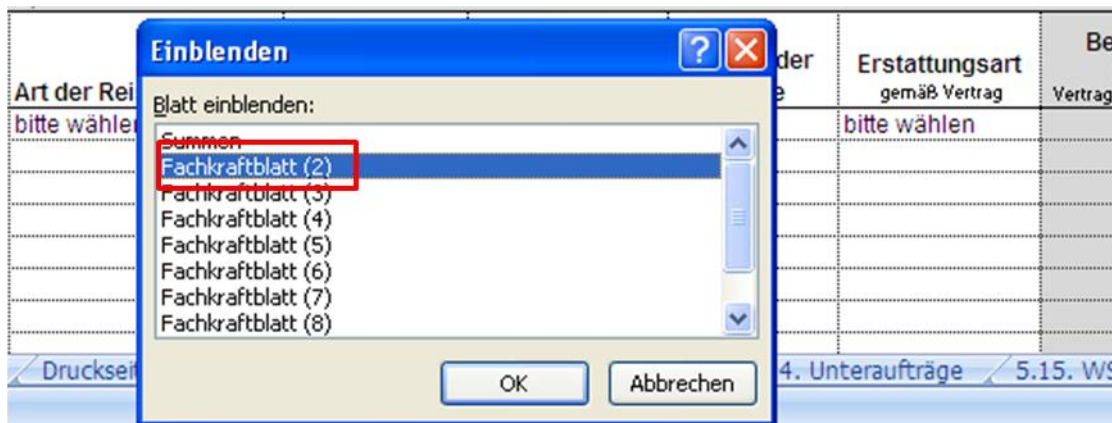 Einblenden
Blatt einblenden:
Summen
Fachkraftblatt (2)
Fachkraftblatt (3)
Fachkraftblatt (4)
Fachkraftblatt (5)
Fachkraftblatt (6)
Fachkraftblatt (7)
Fachkraftblatt (8)
OK Abbrechen
Art der Rei
bitte wählen
der
e
Erstattungsart
gemäß Vertrag
bitte wählen
Be
Vertrag
Druckseit
4. Unteraufträge
5.15. WS